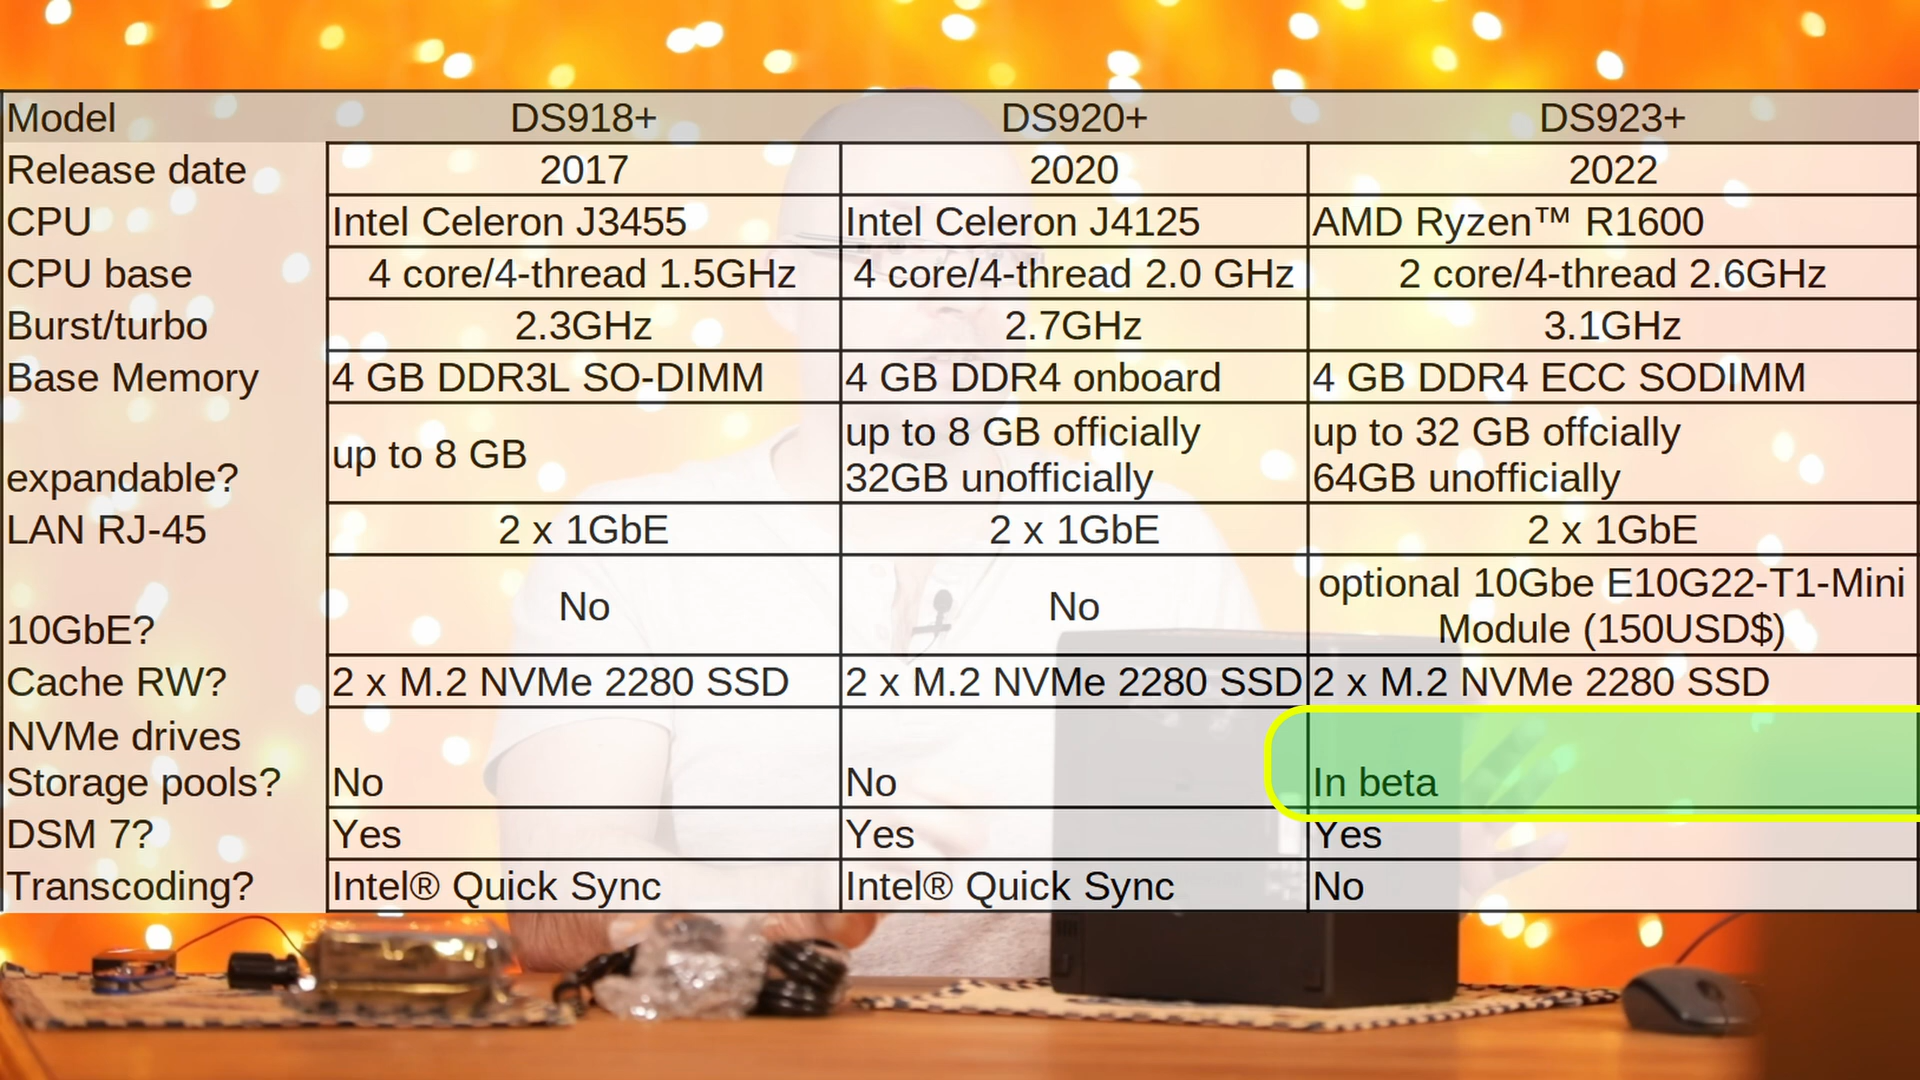 Model DS918+ DS920+ DS923+
Release date 2017 2020 2022
CPU Intel Celeron J3455 Intel Celeron J4125 AMD Ryzen™ R1600
CPU base 4 core/4-thread 1.5GHz 4 core/4-thread 2.0 GHz 2 core/4-thread 2.6GHz
Burst/turbo 2.3GHz 2.7GHz 3.1GHz
Base Memory 4 GB DDR3L SO-DIMM 4 GB DDR4 onboard 4 GB DDR4 ECC SODIMM
expandable? up to 8 GB up to 8 GB officially up to 32 GB offcially
32GB unofficially 64GB unofficially
LAN RJ-45 2 x 1GbE 2 x 1GbE 2 x 1GbE
10GbE? No No optional 10Gbe E10G22-T1-Mini
Module (150USD$)
Cache RW? 2 x M.2 NVMe 2280 SSD 2 x M.2 NVMe 2280 SSD 2 x M.2 NVMe 2280 SSD
NVMe drives
Storage pools? No No In beta
DSM 7? Yes Yes Yes
Transcoding? Intel® Quick Sync Intel® Quick Sync No